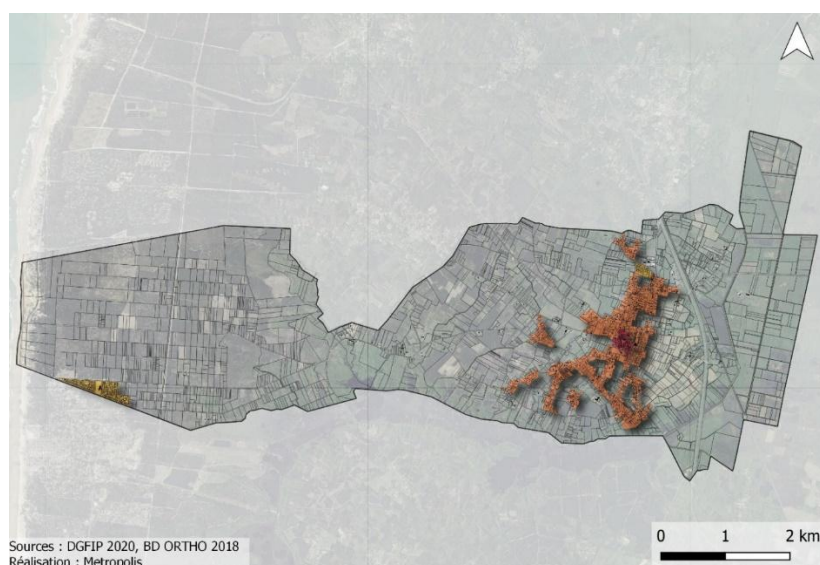 0 1 2 km
Sources : DGFIP 2020, BD ORTHO 2018
Réalisation : Metropolis